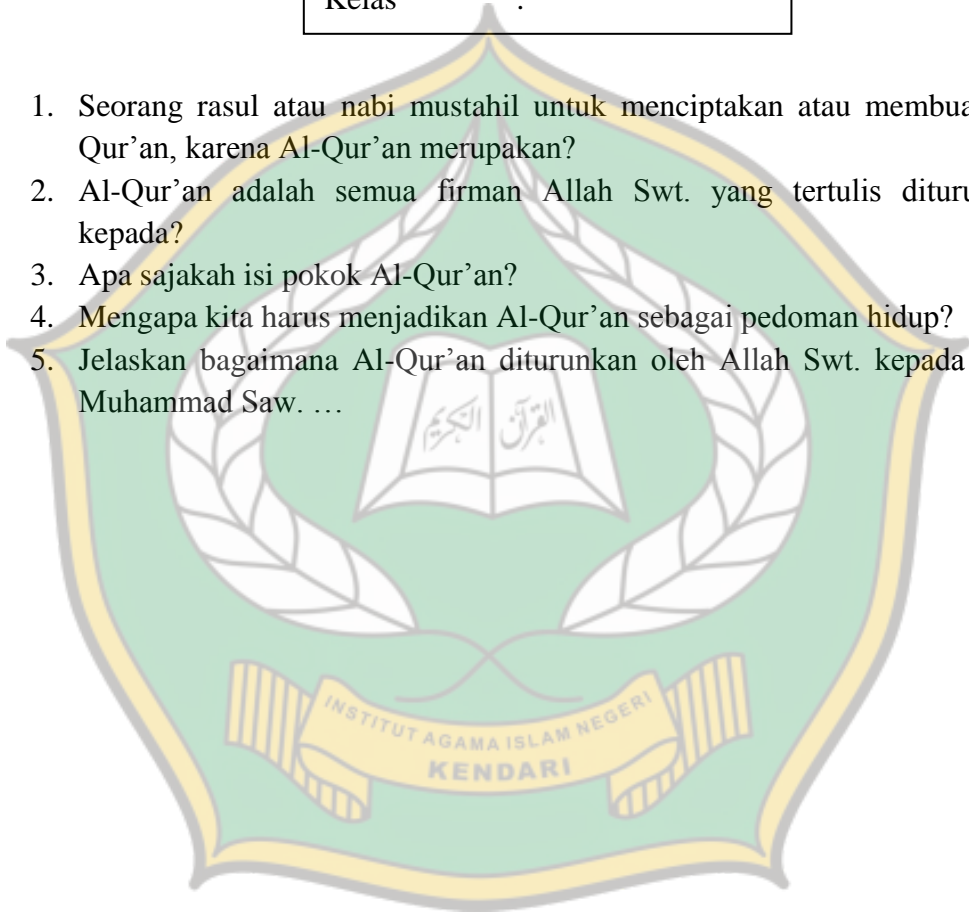 Kelas :
1. Seorang rasul atau nabi mustahil untuk menciptakan atau membua
Qur’an, karena Al-Qur’an merupakan?
2. Al-Qur’an adalah semua firman Allah Swt. yang tertulis dituru
kepada?
3. Apa sajakah isi pokok Al-Qur’an?
4. Mengapa kita harus menjadikan Al-Qur’an sebagai pedoman hidup?
5. Jelaskan bagaimana Al-Qur’an diturunkan oleh Allah Swt. kepada
Muhammad Saw. …
القرآن الكريم
INSTITUT AGAMA ISLAM NEGERI
KENDARI